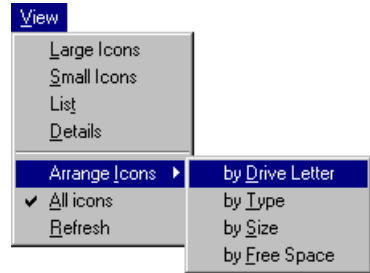 View
Large Icons
Small Icons
List
Details
Arrange Icons
by Drive Letter
All icons
by Type
Refresh
by Size
by Free Space